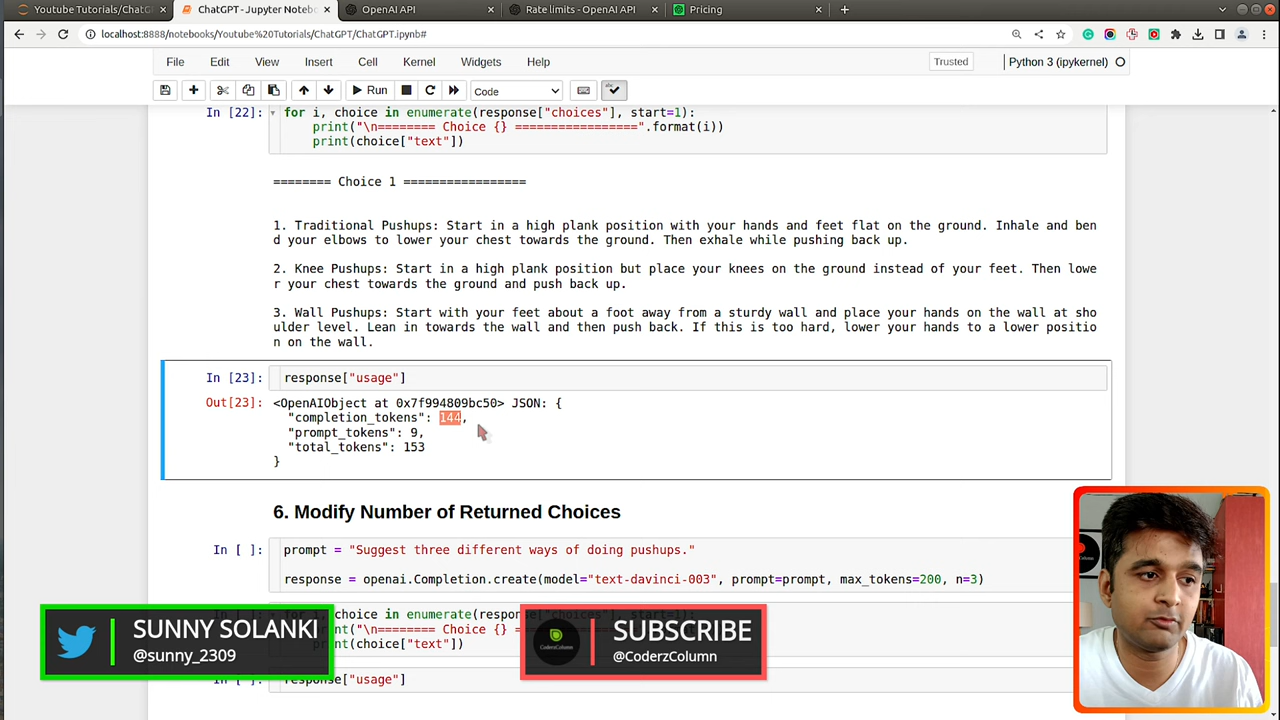 Youtube Tutorials/ChatG
ChatGPT - Jupyter Notebo
OpenAI API
Rate limits - OpenAI API
Pricing
localhost:8888/notebooks/Youtube%20Tutorials/ChatGPT/ChatGPT.ipynb#
File Edit View Insert Cell Kernel Widgets Help
Trusted
Python 3 (ipykernel)
Run
Code
In [22]:
for i, choice in enumerate(response["choices"], start=1):
print("\n======== Choice {} =================".format(i))
print(choice["text"])
======== Choice 1 =================
1. Traditional Pushups: Start in a high plank position with your hands and feet flat on the ground. Inhale and ben
d your elbows to lower your chest towards the ground. Then exhale while pushing back up.
2. Knee Pushups: Start in a high plank position but place your knees on the ground instead of your feet. Then lowe
r your chest towards the ground and push back up.
3. Wall Pushups: Start with your feet about a foot away from a sturdy wall and place your hands on the wall at sho
ulder level. Lean in towards the wall and then push back. If this is too hard, lower your hands to a lower positio
n on the wall.
In [23]:
response["usage"]
Out[23]:
<OpenAIObject at 0x7f994809bc50> JSON: {
"completion_tokens": 144,
"prompt_tokens": 9,
"total_tokens": 153
}
6. Modify Number of Returned Choices
In [ ]:
prompt = "Suggest three different ways of doing pushups."
response = openai.Completion.create(model="text-davinci-003", prompt=prompt, max_tokens=200, n=3)
choice in enumerate(
print(choice["text"])
response["usage"]
SUNNY SOLANKI
@sunny_2309
SUBSCRIBE
@CoderzColumn
CoderzColumn